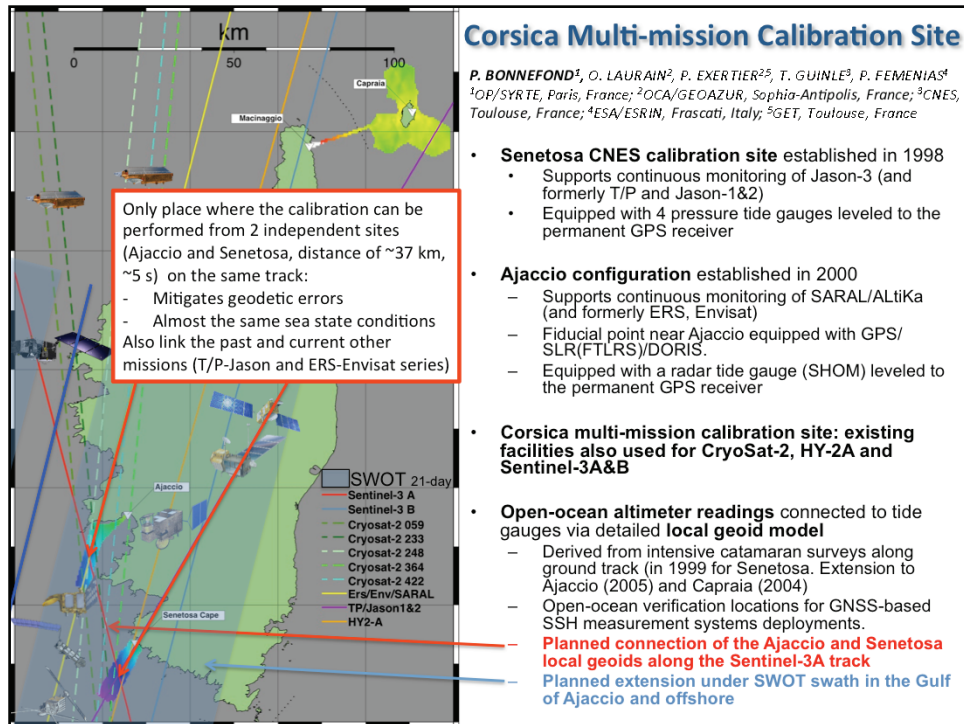 km
0
50
100
Capraia
Macinaggio
Only place where the calibration can be
performed from 2 independent sites
(Ajaccio and Senetosa, distance of ~37 km,
~5 s) on the same track:
- Mitigates geodetic errors
- Almost the same sea state conditions
Also link the past and current other
missions (T/P-Jason and ERS-Envisat series)
Ajaccio
Senetosa Cape
SWOT 21-day
Sentinel-3 A
Sentinel-3 B
Cryosat-2 059
Cryosat-2 233
Cryosat-2 248
Cryosat-2 364
Cryosat-2 422
Ers/Env/SARAL
TP/Jason1&2
HY2-A
Corsica Multi-mission Calibration Site
P. BONNEFOND¹, O. LAURAIN², P. EXERTIER²,⁵, T. GUINLE³, P. FEMENIAS⁴
¹OP/SYRTE, Paris, France; ²OCA/GEOAZUR, Sophia-Antipolis, France; ³CNES,
Toulouse, France; ⁴ESA/ESRIN, Frascati, Italy; ⁵GET, Toulouse, France
• Senetosa CNES calibration site established in 1998
• Supports continuous monitoring of Jason-3 (and
formerly T/P and Jason-1&2)
• Equipped with 4 pressure tide gauges leveled to the
permanent GPS receiver
• Ajaccio configuration established in 2000
– Supports continuous monitoring of SARAL/ALtiKa
(and formerly ERS, Envisat)
– Fiducial point near Ajaccio equipped with GPS/
SLR(FTLRS)/DORIS.
– Equipped with a radar tide gauge (SHOM) leveled to
the permanent GPS receiver
• Corsica multi-mission calibration site: existing
facilities also used for CryoSat-2, HY-2A and
Sentinel-3A&B
• Open-ocean altimeter readings connected to tide
gauges via detailed local geoid model
– Derived from intensive catamaran surveys along
ground track (in 1999 for Senetosa. Extension to
Ajaccio (2005) and Capraia (2004)
– Open-ocean verification locations for GNSS-based
SSH measurement systems deployments.
– Planned connection of the Ajaccio and Senetosa
local geoids along the Sentinel-3A track
– Planned extension under SWOT swath in the Gulf
of Ajaccio and offshore